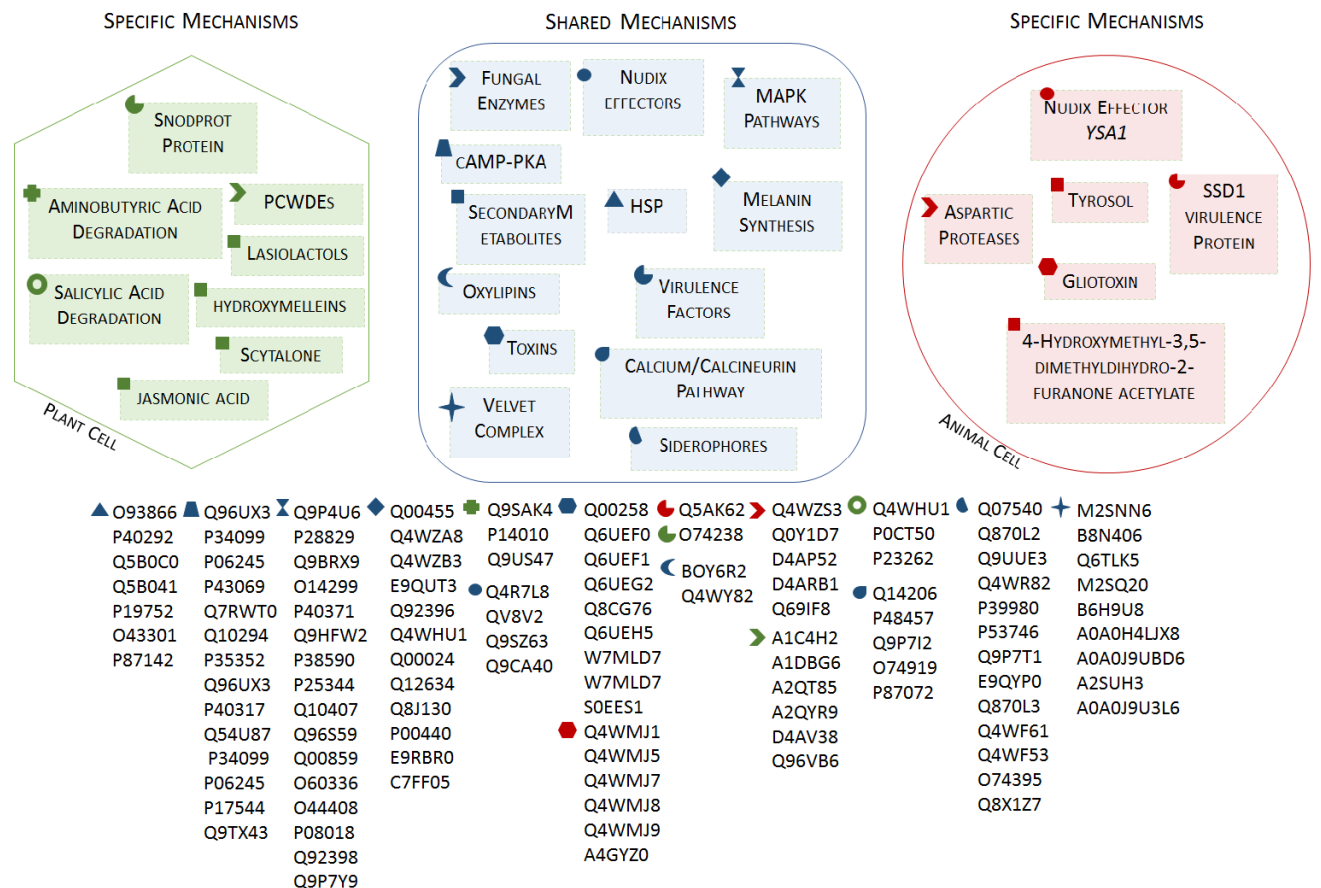 Specific Mechanisms
Shared Mechanisms
Specific Mechanisms
Snodprot
Protein
Aminobutyric Acid
Degradation
PCWDEs
Lasiolactols
Salicylic Acid
Degradation
hydroxymelleins
Scytalone
jasmonic acid
Plant Cell
Fungal
Enzymes
Nudix
effectors
MAPK
Pathways
cAMP-PKA
SecondaryM
etabolites
HSP
Melanin
Synthesis
Oxylipins
Virulence
Factors
Toxins
Calcium/Calcineurin
Pathway
Velvet
Complex
Siderophores
Nudix Effector
YSA1
Aspartic
Proteases
Tyrosol
SSD1
virulence
Protein
Gliotoxin
4-Hydroxymethyl-3,5-
dimethyldihydro-2-
furanone acetylate
Animal Cell
O93866
P40292
Q5B0C0
Q5B041
P19752
O43301
P87142
Q96UX3
P34099
P06245
P43069
Q7RWT0
Q10294
P35352
Q96UX3
P40317
Q54U87
P34099
P06245
P17544
Q9TX43
Q9P4U6
P28829
Q9BRX9
O14299
P40371
Q9HFW2
P38590
P25344
Q10407
Q96S59
Q00859
O60336
O44408
P08018
Q92398
Q9P7Y9
Q00455
Q4WZA8
Q4WZB3
E9QUT3
Q92396
Q4WHU1
Q00024
Q12634
Q8J130
P00440
E9RBR0
C7FF05
Q9SAK4
P14010
Q9US47
Q4R7L8
QV8V2
Q9SZ63
Q9CA40
Q00258
Q6UEF0
Q6UEF1
Q6UEG2
Q8CG76
Q6UEH5
W7MLD7
W7MLD7
S0EES1
Q4WMJ1
Q4WMJ5
Q4WMJ7
Q4WMJ8
Q4WMJ9
A4GYZ0
Q5AK62
O74238
BOY6R2
Q4WY82
Q4WZS3
Q0Y1D7
D4AP52
D4ARB1
Q69IF8
A1C4H2
A1DBG6
A2QT85
A2QYR9
D4AV38
Q96VB6
Q4WHU1
P0CT50
P23262
Q14206
P48457
Q9P7I2
O74919
P87072
Q07540
Q870L2
Q9UUE3
Q4WR82
P39980
P53746
Q9P7T1
E9QYP0
Q870L3
Q4WF61
Q4WF53
O74395
Q8X1Z7
M2SNN6
B8N406
Q6TLK5
M2SQ20
B6H9U8
A0A0H4LJX8
A0A0J9UBD6
A2SUH3
A0A0J9U3L6